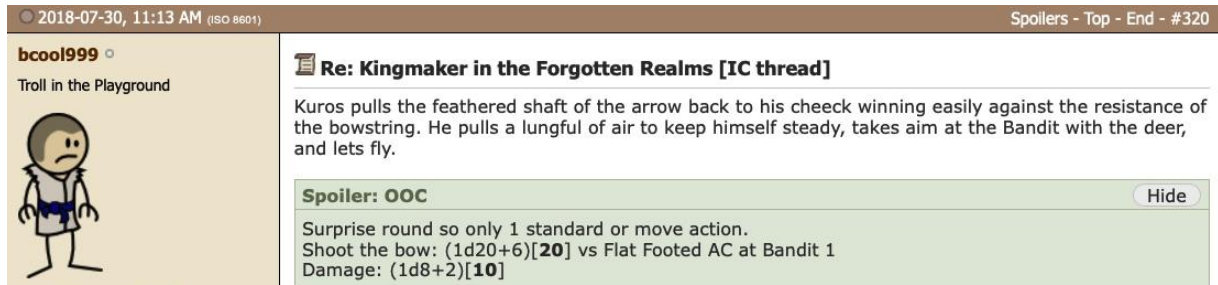 2018-07-30, 11:13 AM (ISO 8601)
Spoilers - Top - End - #320
bcool999
Troll in the Playground
Re: Kingmaker in the Forgotten Realms [IC thread]
Kuros pulls the feathered shaft of the arrow back to his cheeck winning easily against the resistance of
the bowstring. He pulls a lungful of air to keep himself steady, takes aim at the Bandit with the deer,
and lets fly.
Spoiler: OOC
Hide
Surprise round so only 1 standard or move action.
Shoot the bow: (1d20+6)[20] vs Flat Footed AC at Bandit 1
Damage: (1d8+2)[10]